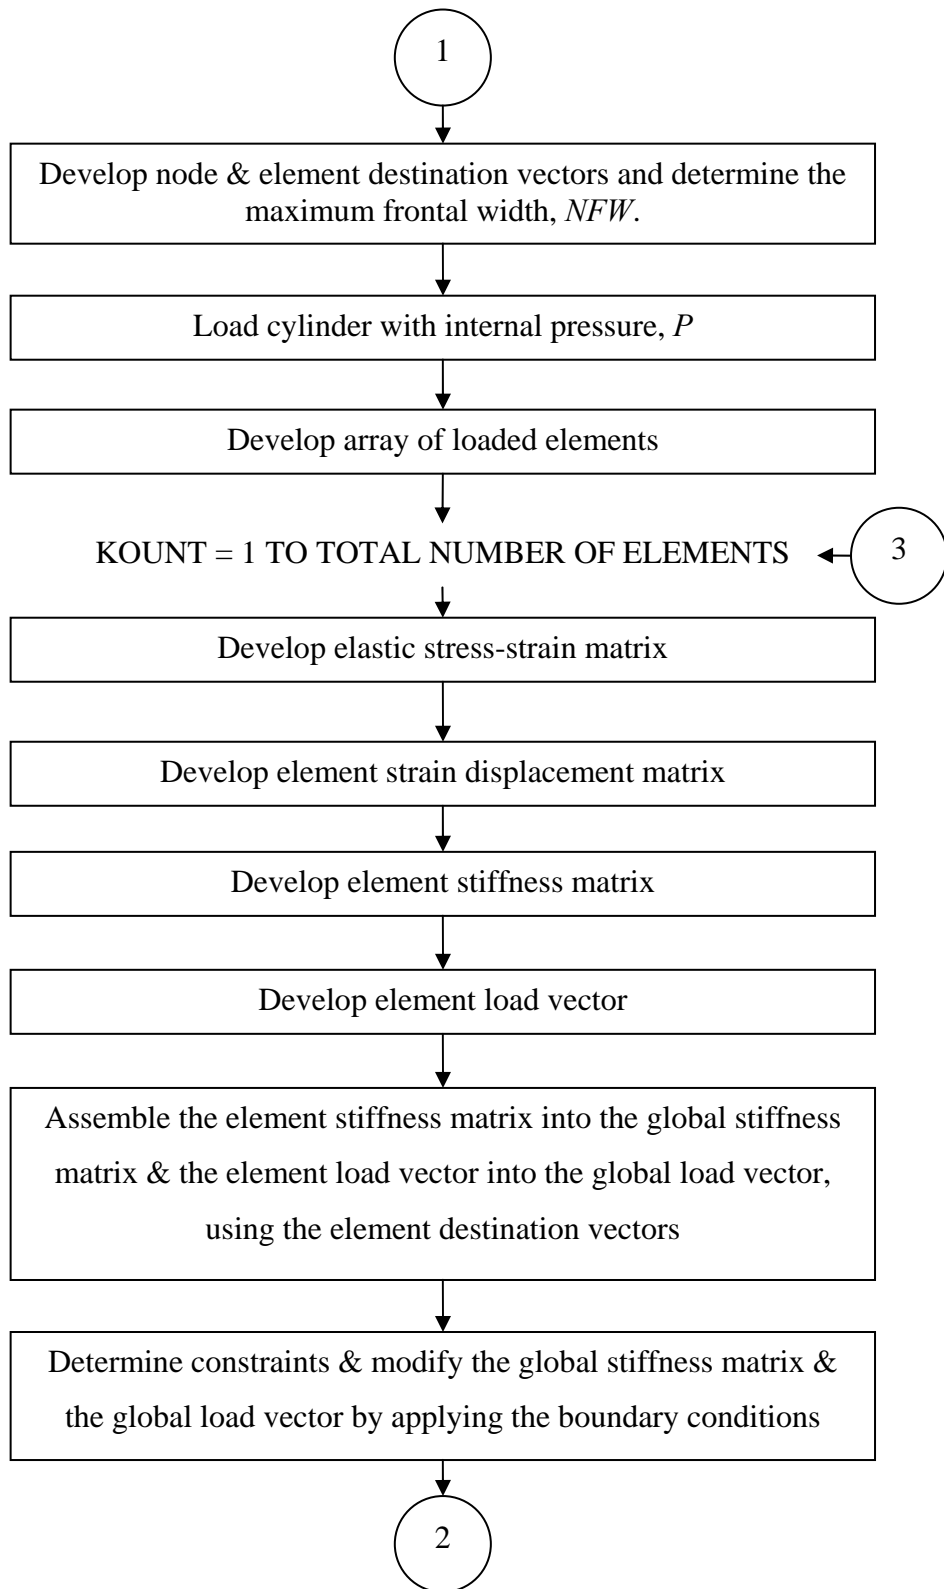 1
Develop node & element destination vectors and determine the
maximum frontal width, NFW.
Load cylinder with internal pressure, P
Develop array of loaded elements
KOUNT = 1 TO TOTAL NUMBER OF ELEMENTS
3
Develop elastic stress-strain matrix
Develop element strain displacement matrix
Develop element stiffness matrix
Develop element load vector
Assemble the element stiffness matrix into the global stiffness
matrix & the element load vector into the global load vector,
using the element destination vectors
Determine constraints & modify the global stiffness matrix &
the global load vector by applying the boundary conditions
2